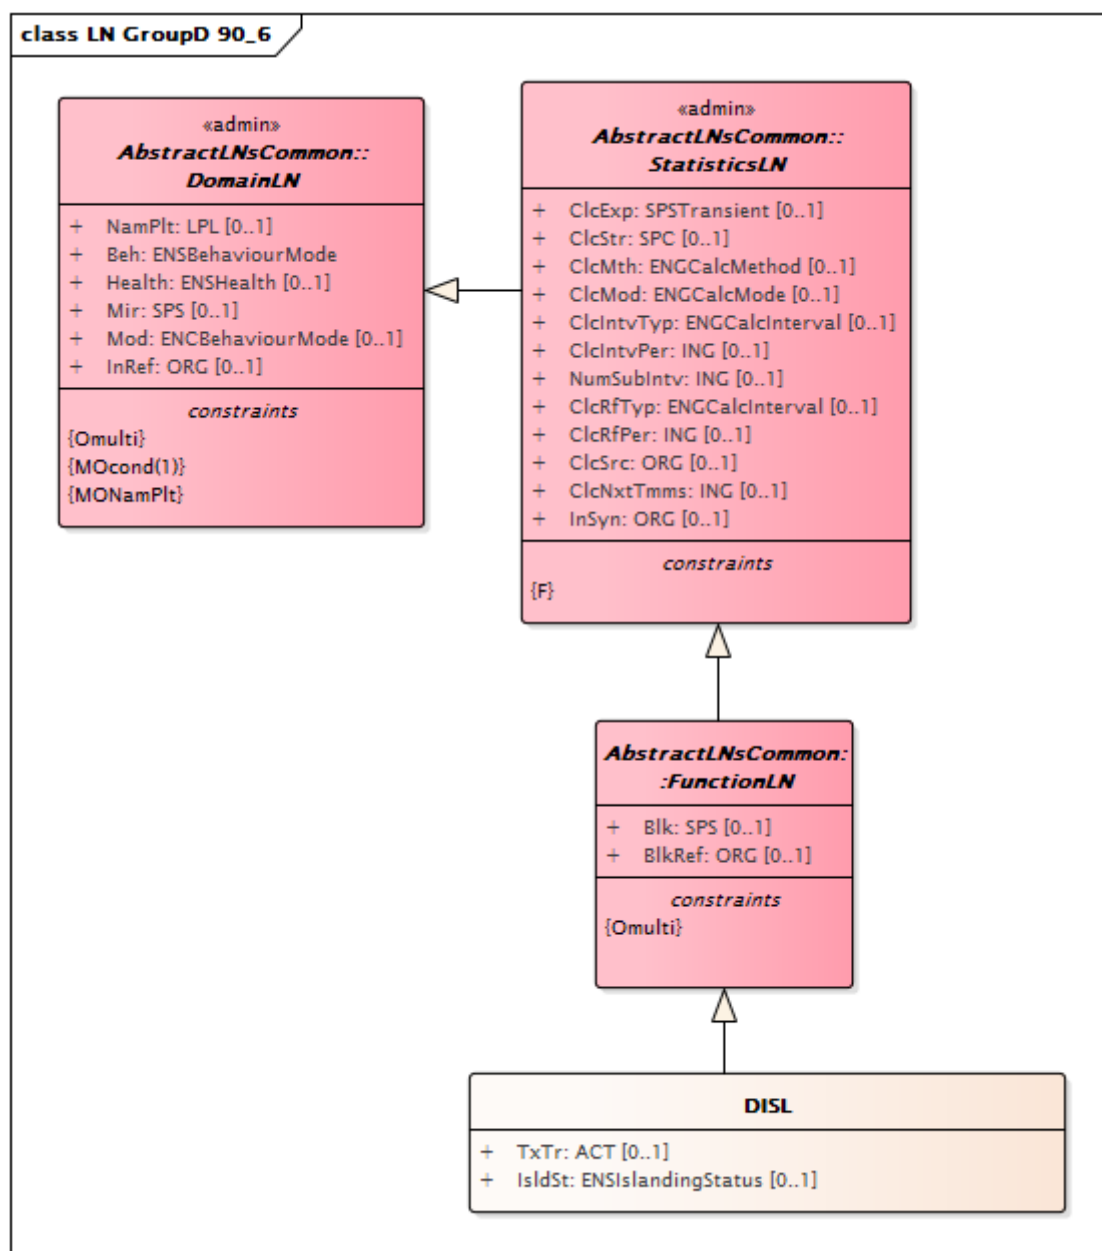 class LN GroupD 90_6
«admin»
AbstractLNsCommon::
DomainLN
+ NamPlt: LPL [0..1]
+ Beh: ENSBehaviourMode
+ Health: ENSHealth [0..1]
+ Mir: SPS [0..1]
+ Mod: ENCBehaviourMode [0..1]
+ InRef: ORG [0..1]
constraints
{Omulti}
{MOcond(1)}
{MONamPlt}
«admin»
AbstractLNsCommon::
StatisticsLN
+ ClcExp: SPSTransient [0..1]
+ ClcStr: SPC [0..1]
+ ClcMth: ENGCalcMethod [0..1]
+ ClcMod: ENGCalcMode [0..1]
+ ClcIntvTyp: ENGCalcInterval [0..1]
+ ClcIntvPer: ING [0..1]
+ NumSubIntv: ING [0..1]
+ ClcRfTyp: ENGCalcInterval [0..1]
+ ClcRfPer: ING [0..1]
+ ClcSrc: ORG [0..1]
+ ClcNxtTmms: ING [0..1]
+ InSyn: ORG [0..1]
constraints
{F}
AbstractLNsCommon:
:FunctionLN
+ Blk: SPS [0..1]
+ BlkRef: ORG [0..1]
constraints
{Omulti}
DISL
+ TxTr: ACT [0..1]
+ IsldSt: ENSIslandingStatus [0..1]